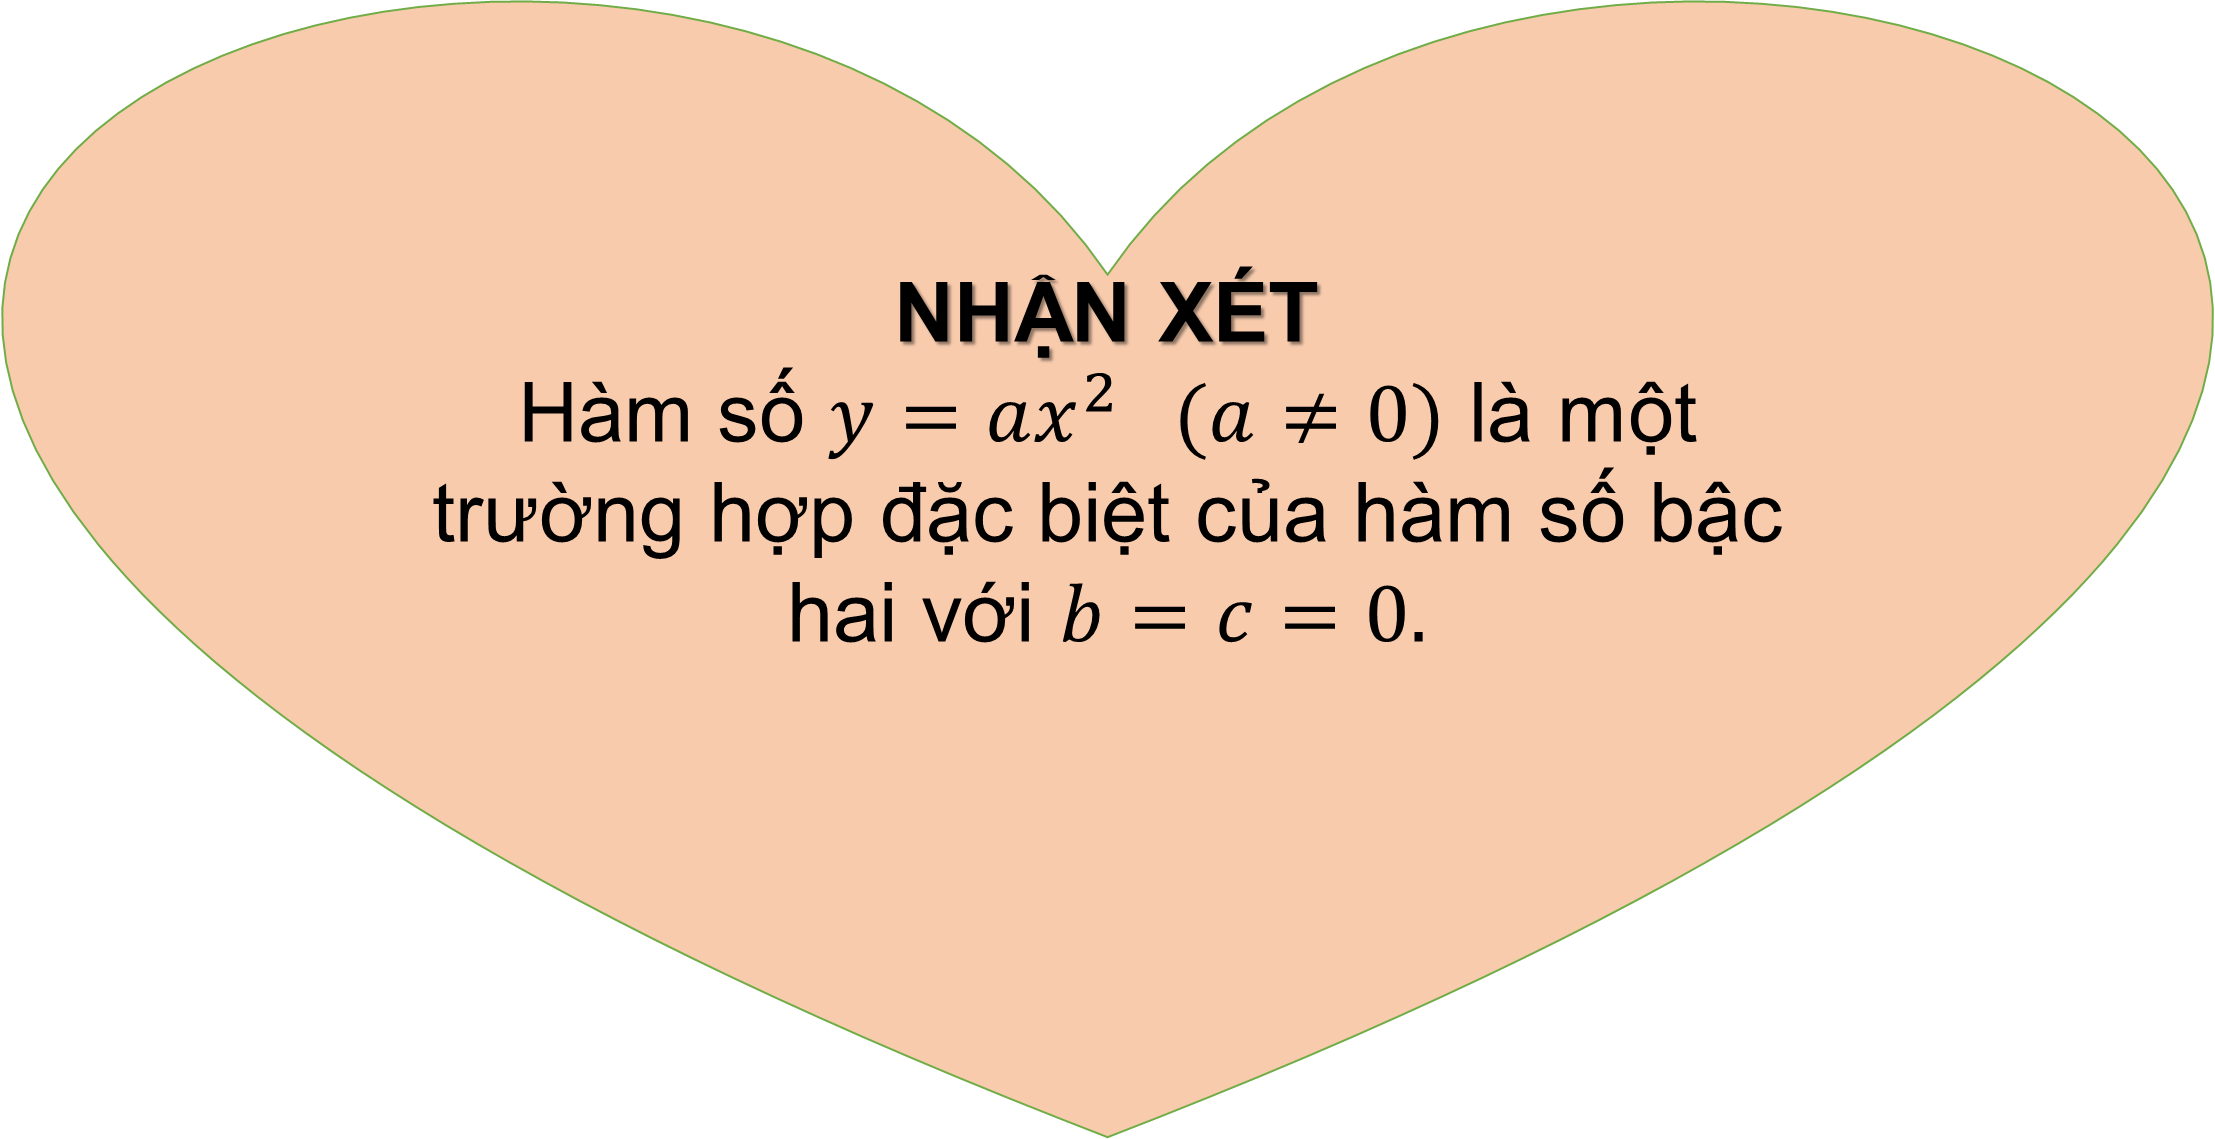 NHẬN XÉT
Hàm số y = ax² (a ≠ 0) là một
trường hợp đặc biệt của hàm số bậc
hai với b = c = 0.